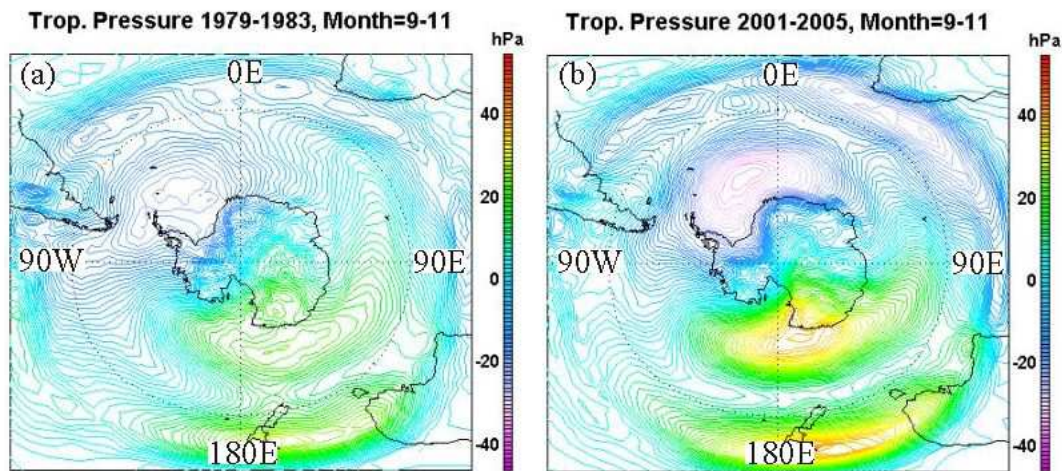 Trop. Pressure 1979-1983, Month=9-11
hPa
(a)
0E
40
20
90W
90E
0
-20
180E
-40
Trop. Pressure 2001-2005, Month=9-11
hPa
(b)
0E
40
20
90W
90E
0
-20
180E
-40